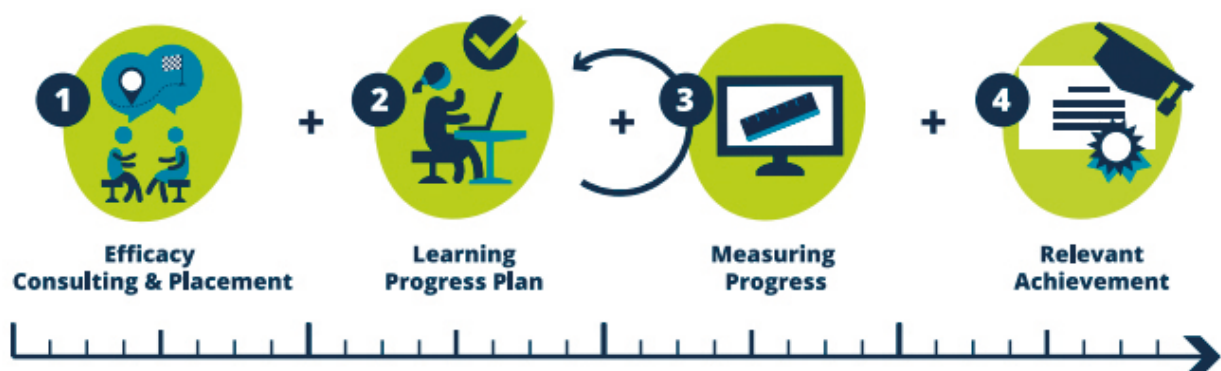 1
+
2
+
3
+
4
Efficacy
Consulting & Placement
Learning
Progress Plan
Measuring
Progress
Relevant
Achievement